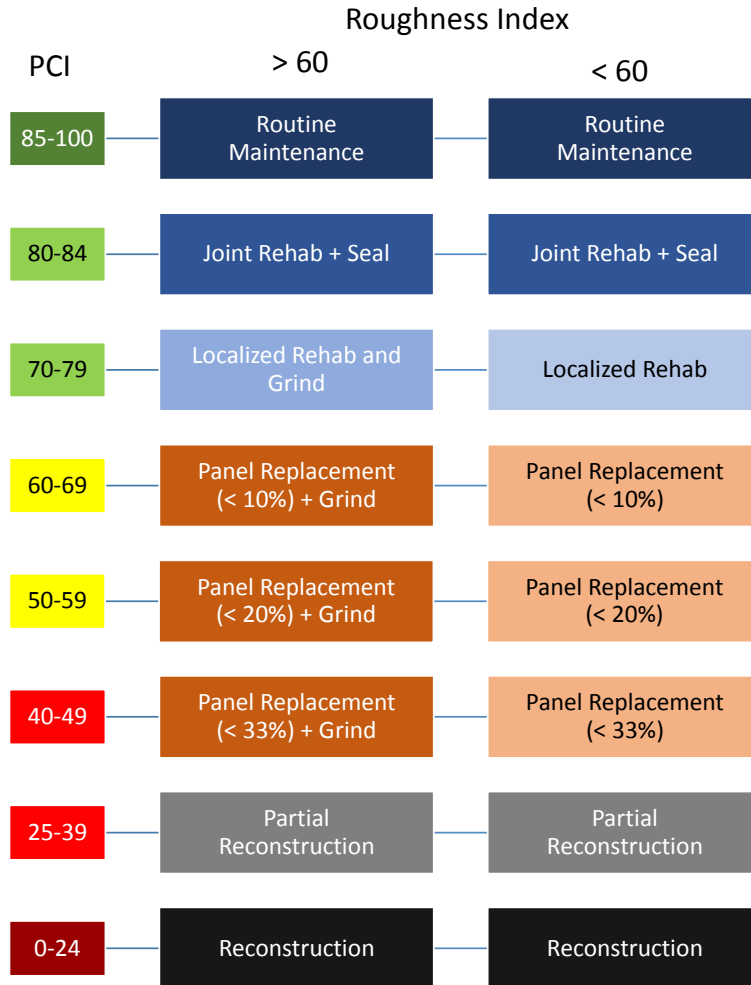 Roughness Index
PCI
> 60
< 60
85-100
Routine
Maintenance
Routine
Maintenance
80-84
Joint Rehab + Seal
Joint Rehab + Seal
70-79
Localized Rehab and
Grind
Localized Rehab
60-69
Panel Replacement
(< 10%) + Grind
Panel Replacement
(< 10%)
50-59
Panel Replacement
(< 20%) + Grind
Panel Replacement
(< 20%)
40-49
Panel Replacement
(< 33%) + Grind
Panel Replacement
(< 33%)
25-39
Partial
Reconstruction
Partial
Reconstruction
0-24
Reconstruction
Reconstruction